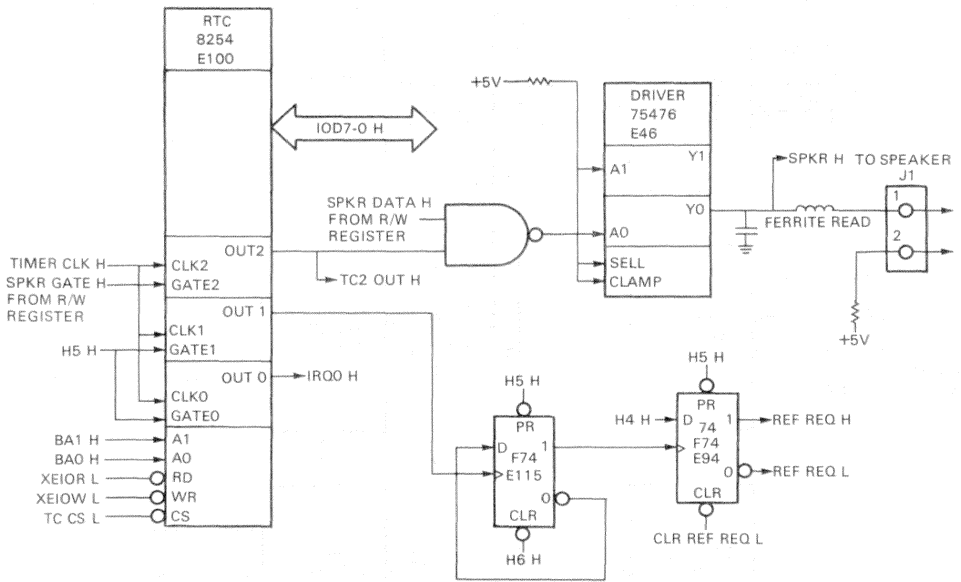 RTC
8254
E100
IOD7-0 H
+5V
DRIVER
75476
E46
Y1
A1
SPKR H TO SPEAKER
J1
1
SPKR DATA H
FROM R/W
REGISTER
Y0
FERRITE READ
A0
2
OUT2
TIMER CLK H
CLK2
TC2 OUT H
SELL
SPKR GATE H
FROM R/W
REGISTER
GATE2
CLAMP
OUT 1
CLK1
+5V
H5 H
GATE1
OUT 0
IRQ0 H
H5 H
H5 H
CLK0
GATE0
PR
PR
H4 H
D
74
1
REF REQ H
F74
E94
BA1 H
A1
D
1
BA0 H
A0
F74
E115
0
REF REQ L
XEIOR L
RD
XEIOW L
WR
0
CLR
TC CS L
CS
CLR
CLR REF REQ L
H6 H